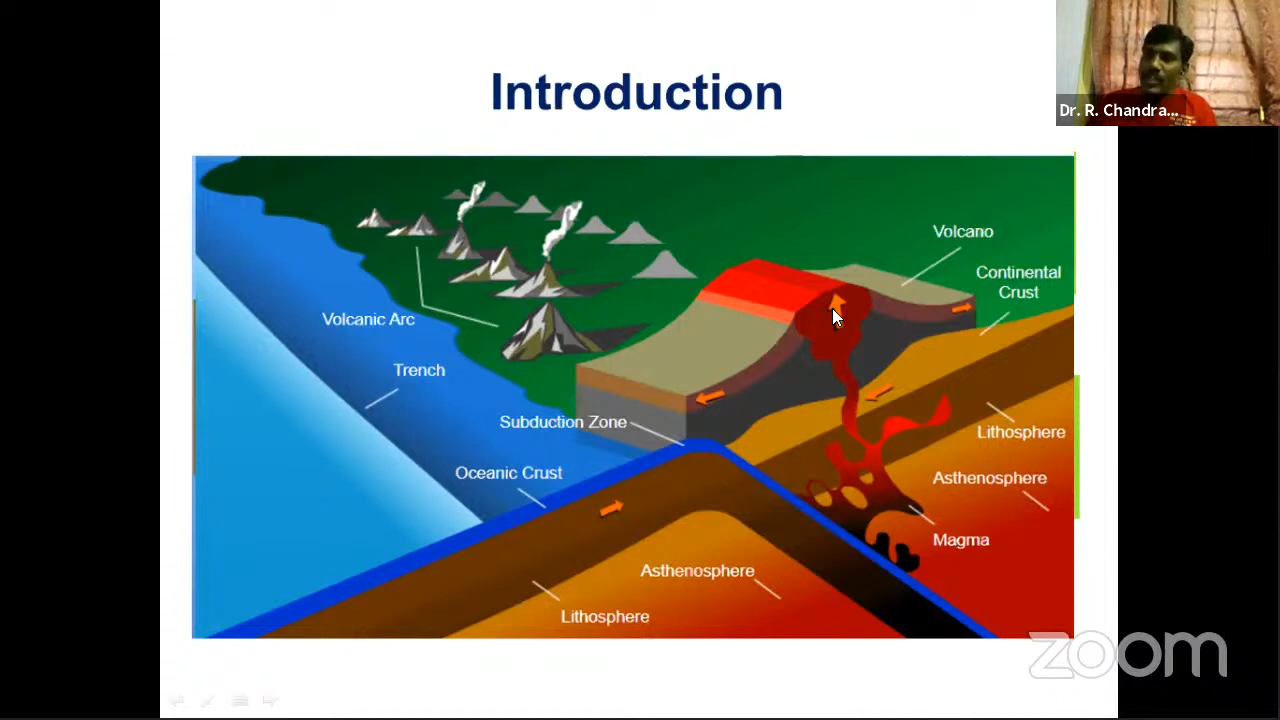 Introduction
Dr. R. Chandra...
Volcano
Continental
Crust
Volcanic Arc
Trench
Subduction Zone
Lithosphere
Oceanic Crust
Asthenosphere
Magma
Asthenosphere
Lithosphere
zoom